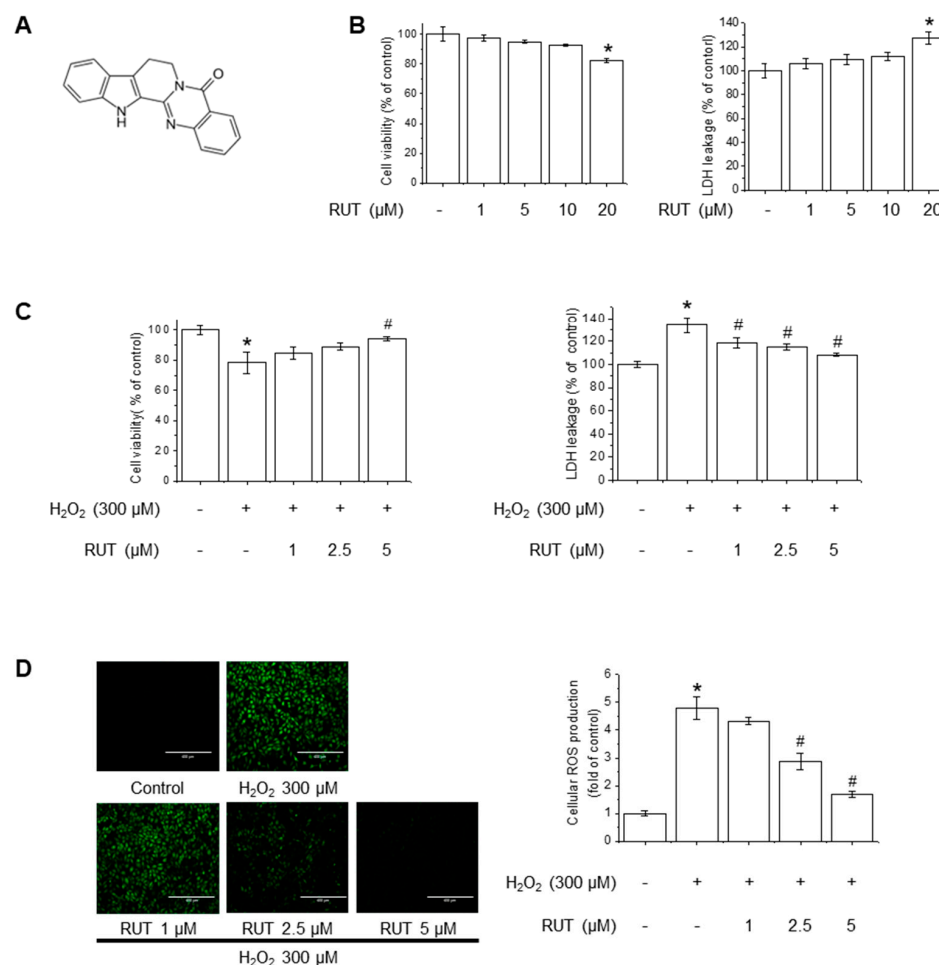 A
O
N
N
H
N
B
Cell viability (% of control)
100
80
60
40
20
0
RUT (µM) - 1 5 10 20
LDH leakage (% of contorl)
140
120
100
80
60
40
20
0
RUT (µM) - 1 5 10 20
*
*
C
Cell viability( % of control)
100
80
60
40
20
0
*
#
H₂O₂ (300 µM) - + + + +
RUT (µM) - - 1 2.5 5
LDH leakage (% of control)
140
120
100
80
60
40
20
0
*
#
#
#
H₂O₂ (300 µM) - + + + +
RUT (µM) - - 1 2.5 5
D
Control
H₂O₂ 300 µM
RUT 1 µM
RUT 2.5 µM
RUT 5 µM
H₂O₂ 300 µM
Cellular ROS production
(fold of control)
6
5
4
3
2
1
0
*
#
#
H₂O₂ (300 µM) - + + + +
RUT (µM) - - 1 2.5 5